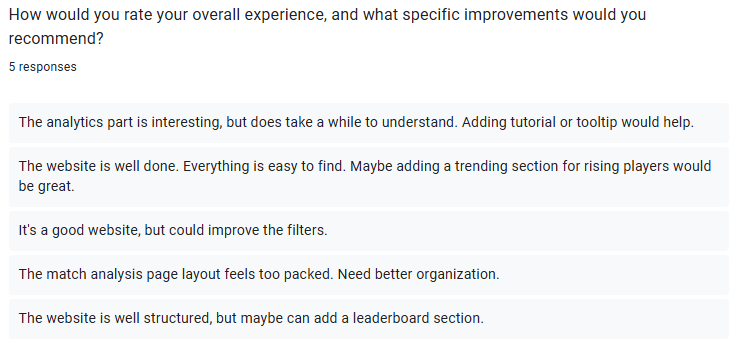 How would you rate your overall experience, and what specific improvements would you
recommend?
5 responses
The analytics part is interesting, but does take a while to understand. Adding tutorial or tooltip would help.
The website is well done. Everything is easy to find. Maybe adding a trending section for rising players would
be great.
It's a good website, but could improve the filters.
The match analysis page layout feels too packed. Need better organization.
The website is well structured, but maybe can add a leaderboard section.